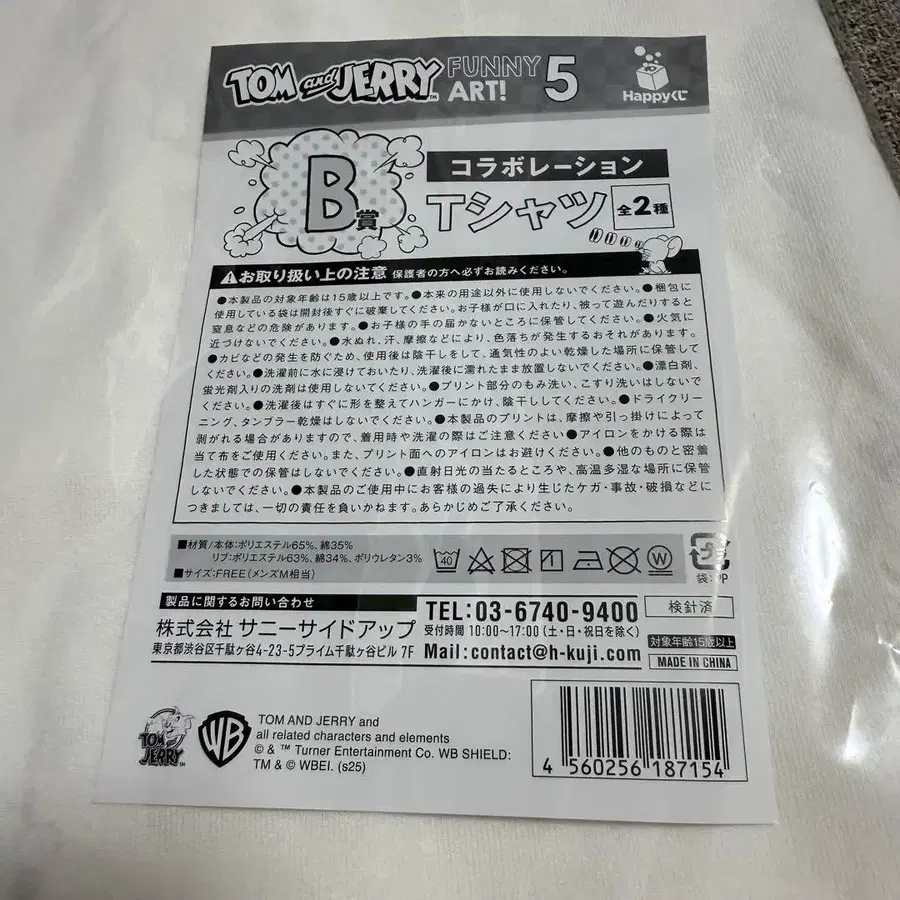 TOM and JERRY™ FUNNY ART! 5
Happyくじ
B賞
コラボレーション
Tシャツ 全2種
お取り扱い上の注意 保護者の方へ必ずお読みください。
●本製品の対象年齢は15歳以上です。●本来の用途以外に使用しないでください。●梱包に
使用している袋は開封後すぐに破棄してください。お子様が口に入れたり、被って遊んだりすると
窒息などの危険があります。●お子様の手の届かないところに保管してください。●火気に
近づけないでください。●水ぬれ、汗、摩擦などにより、色落ちが発生するおそれがあります。
●カビなどの発生を防ぐため、使用後は陰干しをして、通気性のよい乾燥した場所に保管して
ください。●洗濯前に水に浸けておいたり、洗濯後に濡れたまま放置しないでください。●漂白剤、
蛍光剤入りの洗剤は使用しないてください。●プリント部分のもみ洗い、こすり洗いはしないで
ください。●洗濯後はすぐに形を整えてハンガーにかけ、陰干ししてください。●ドライクリー
ニング、タンブラー乾燥はしないでください。●本製品のプリントは、摩擦や引っ掛けによって
剥がれる場合がありますので、着用時や洗濯の際はご注意ください●アイロンをかける際は
当て布をご使用ください。また、プリント面へのアイロンはお避けください。●他のものと密着
した状態での保管はしないでください。●直射日光の当たるところや、高温多湿な場所に保管
しないでください。●本製品のご使用中にお客様の過失により生じたケガ・事故・破損などに
つきましては、一切の責任を負いかねます。あらかじめご了承ください。
■材質/本体:ポリエステル65%、綿35%
リブ:ポリエステル63%、綿34%、ポリウレタン3%
■サイズ:FREE(メンズM相当)
40
W
プラ
袋:PP
製品に関するお問い合わせ
株式会社 サニーサイドアップ
東京都渋谷区千駄ヶ谷4-23-5プライム千駄ヶ谷ビル 7F
TEL:03-6740-9400
受付時間 10:00~17:00(土・日・祝日を除く)
Mail:contact@h-kuji.com
検針済
対象年齢15歳以上
MADE IN CHINA
TOM and JERRY™
WB
TOM AND JERRY and
all related characters and elements
© & ™ Turner Entertainment Co. WB SHIELD:
TM & © WBEI. (s25)
4 560256 187154